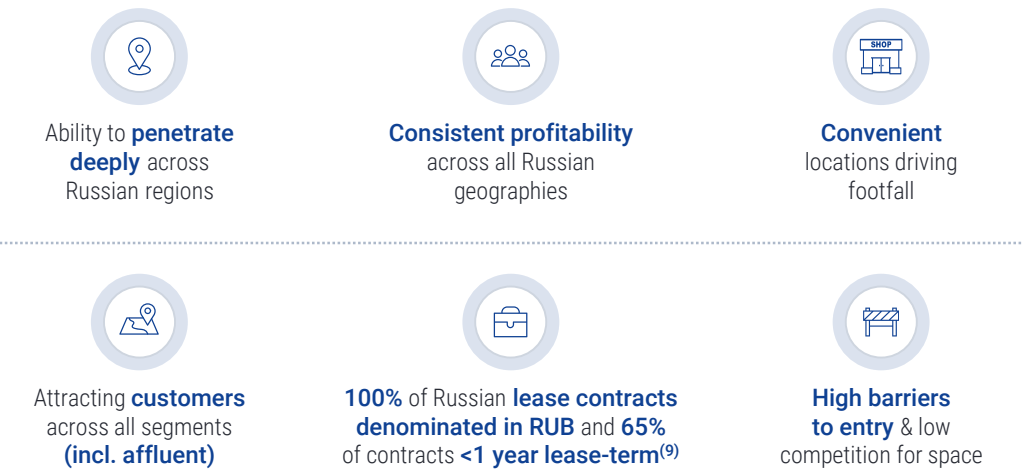 Ability to penetrate
deeply across
Russian regions
Consistent profitability
across all Russian
geographies
SHOP
Convenient
locations driving
footfall
Attracting customers
across all segments
(incl. affluent)
100% of Russian lease contracts
denominated in RUB and 65%
of contracts <1 year lease-term(9)
High barriers
to entry & low
competition for space